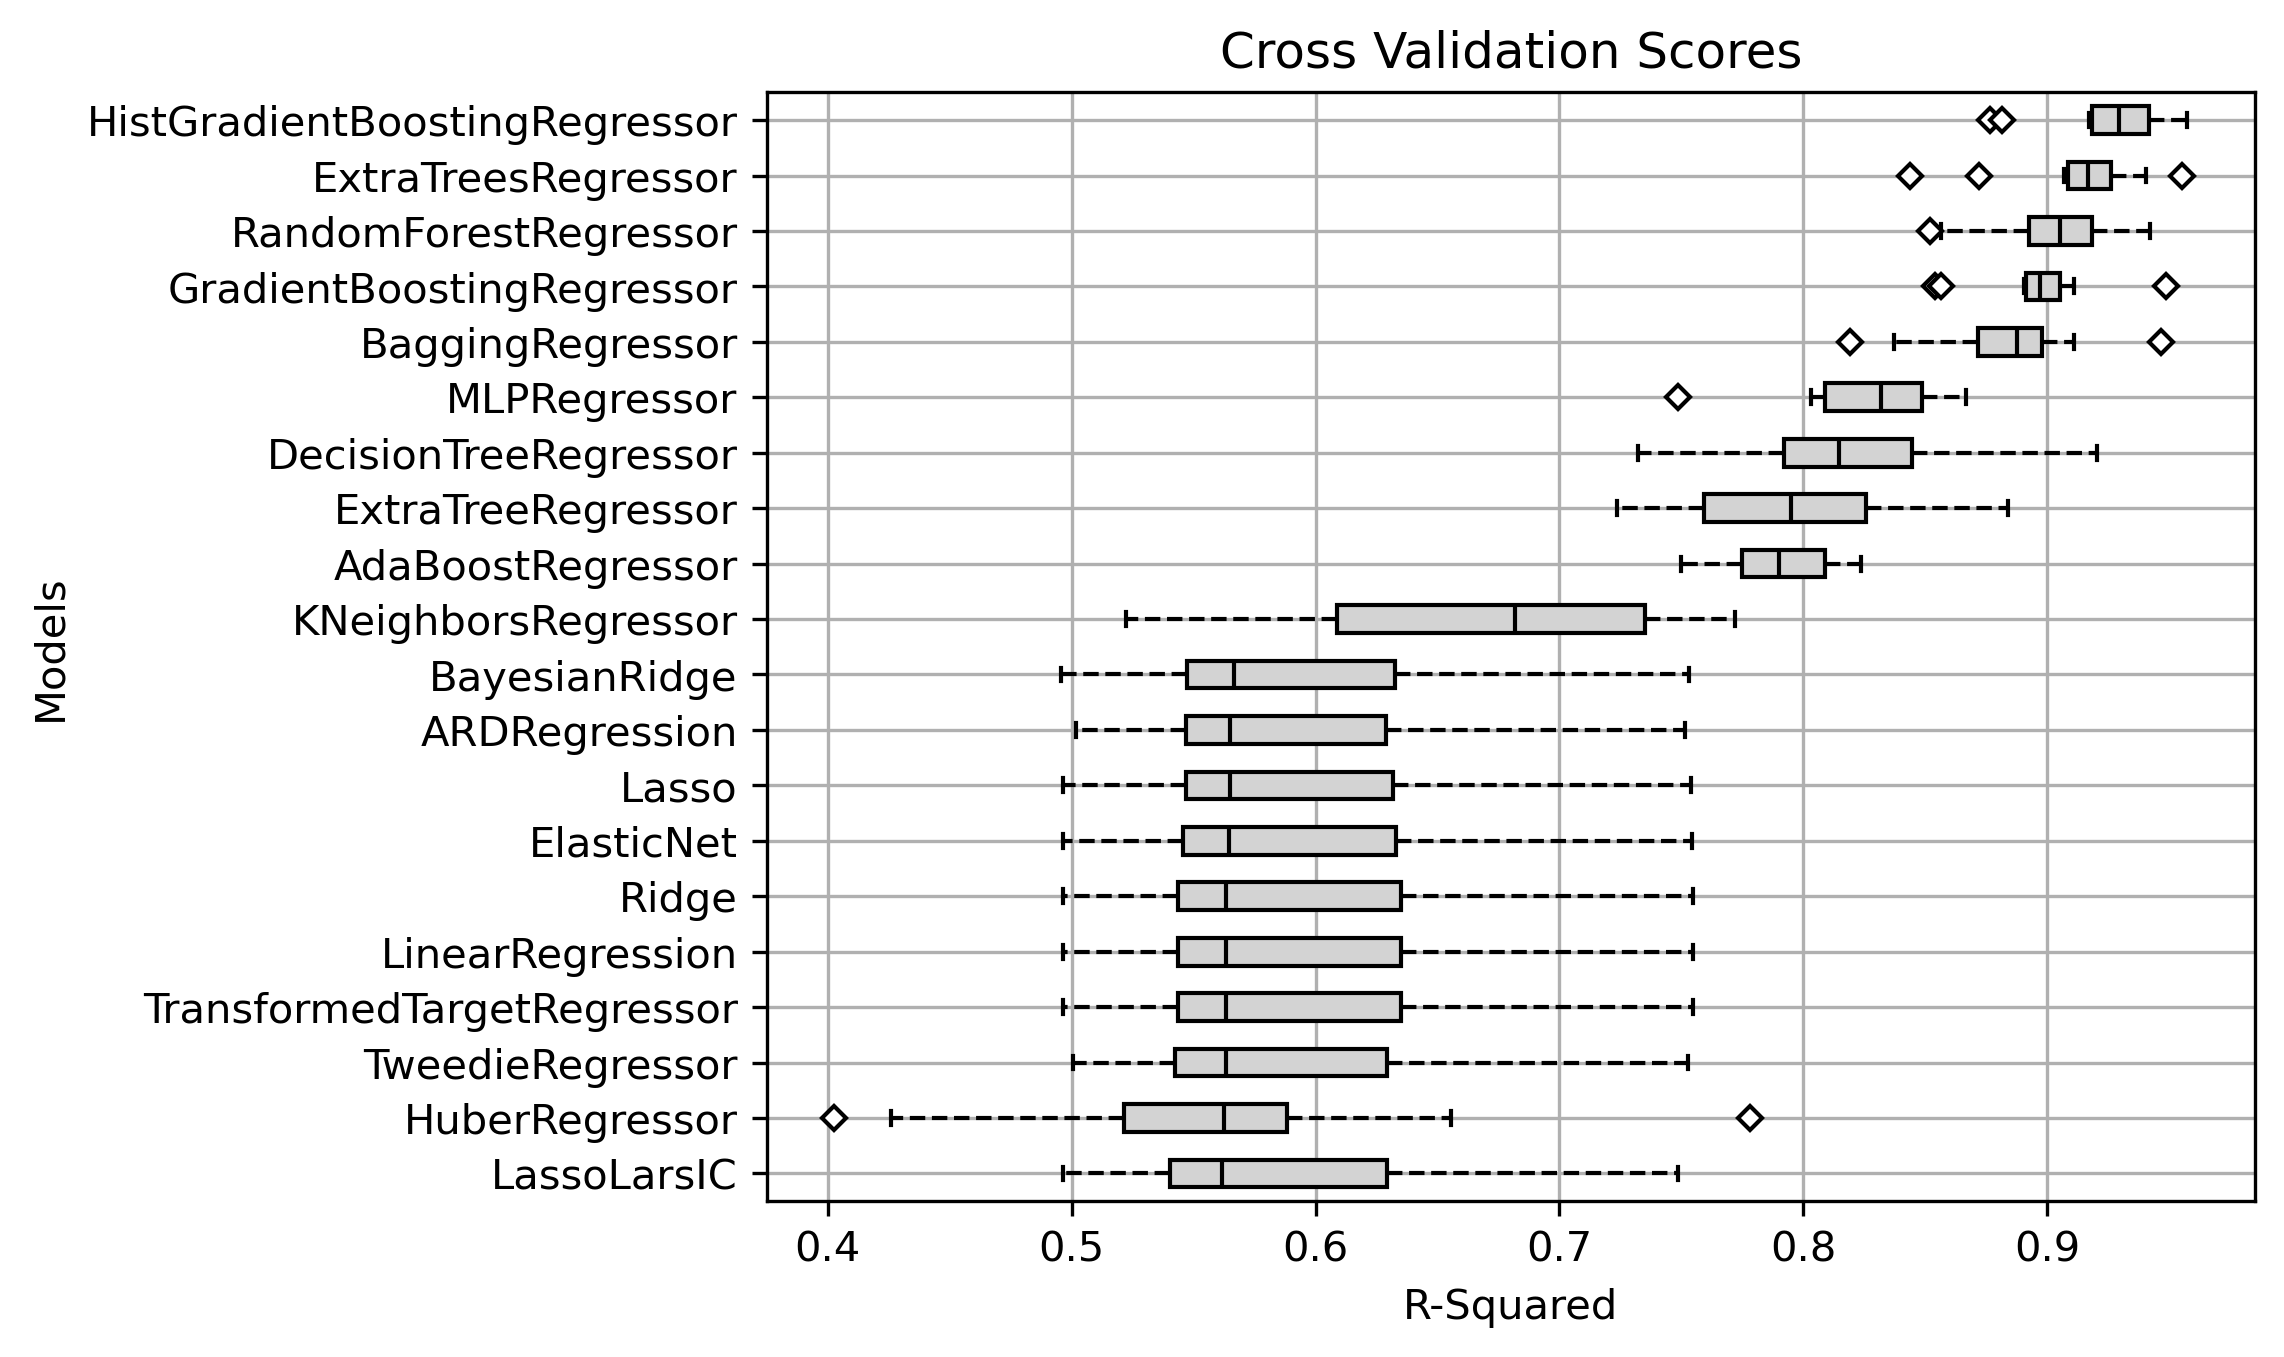 Cross Validation Scores
HistGradientBoostingRegressor
ExtraTreesRegressor
RandomForestRegressor
GradientBoostingRegressor
BaggingRegressor
MLPRegressor
DecisionTreeRegressor
ExtraTreeRegressor
AdaBoostRegressor
KNeighborsRegressor
BayesianRidge
ARDRegression
Lasso
ElasticNet
Ridge
LinearRegression
TransformedTargetRegressor
TweedieRegressor
HuberRegressor
LassoLarsIC
Models
0.4 0.5 0.6 0.7 0.8 0.9
R-Squared